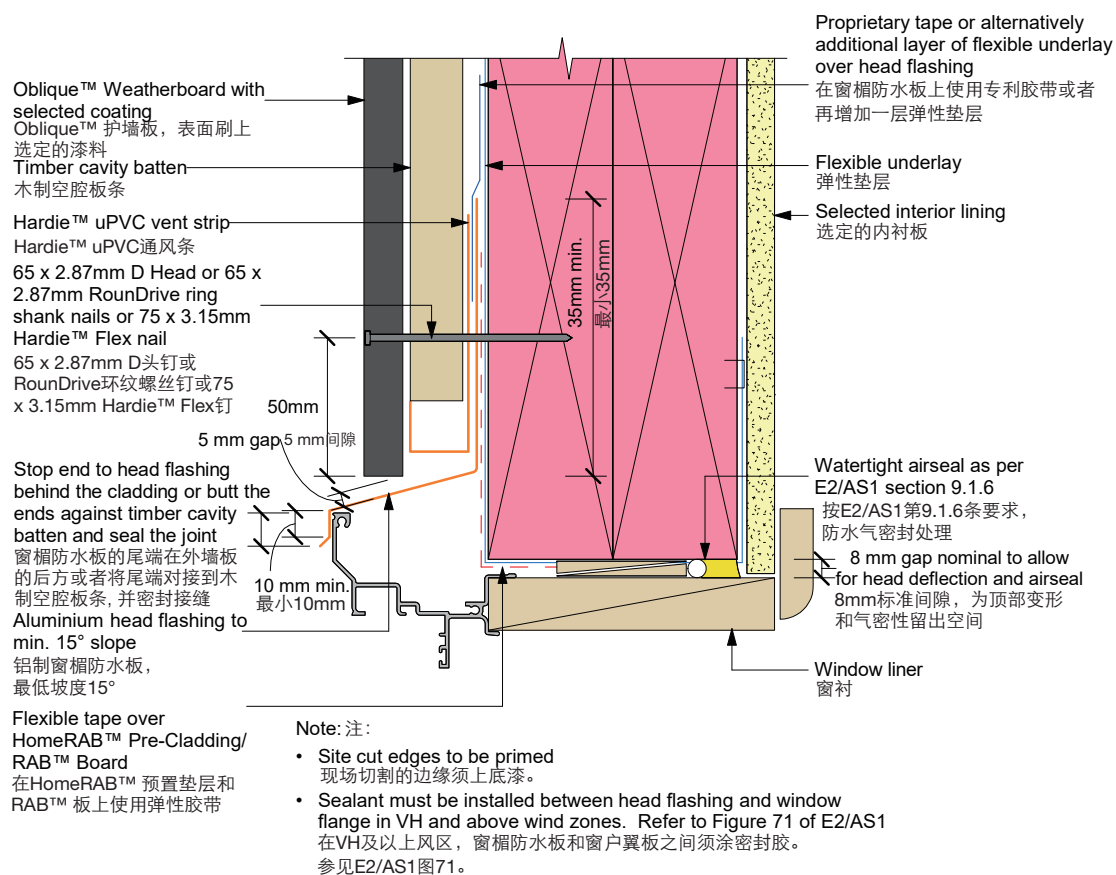 Oblique™ Weatherboard with
selected coating
Oblique™ 护墙板，表面刷上
选定的漆料
Timber cavity batten
木制空腔板条
Hardie™ uPVC vent strip
Hardie™ uPVC通风条
65 x 2.87mm D Head or 65 x
2.87mm RounDrive ring
shank nails or 75 x 3.15mm
Hardie™ Flex nail
65 x 2.87mm D头钉或
RounDrive环纹螺丝钉或75
x 3.15mm Hardie™ Flex钉
50mm
5 mm gap 5 mm间隙
Stop end to head flashing
behind the cladding or butt the
ends against timber cavity
batten and seal the joint
窗楣防水板的尾端在外墙板
的后方或者将尾端对接到木
制空腔板条, 并密封接缝
10 mm min.
最小10mm
Aluminium head flashing to
min. 15° slope
铝制窗楣防水板，
最低坡度15°
Flexible tape over
HomeRAB™ Pre-Cladding/
RAB™ Board
在HomeRAB™ 预置垫层和
RAB™ 板上使用弹性胶带
35mm min.
最小35mm
Proprietary tape or alternatively
additional layer of flexible underlay
over head flashing
在窗楣防水板上使用专利胶带或者
再增加一层弹性垫层
Flexible underlay
弹性垫层
Selected interior lining
选定的内衬板
Watertight airseal as per
E2/AS1 section 9.1.6
按E2/AS1第9.1.6条要求，
防水气密封处理
8 mm gap nominal to allow
for head deflection and airseal
8mm标准间隙，为顶部变形
和气密性留出空间
Window liner
窗衬
Note: 注：
• Site cut edges to be primed
现场切割的边缘须上底漆。
• Sealant must be installed between head flashing and window
flange in VH and above wind zones. Refer to Figure 71 of E2/AS1
在VH及以上风区，窗楣防水板和窗户翼板之间须涂密封胶。
参见E2/AS1图71。